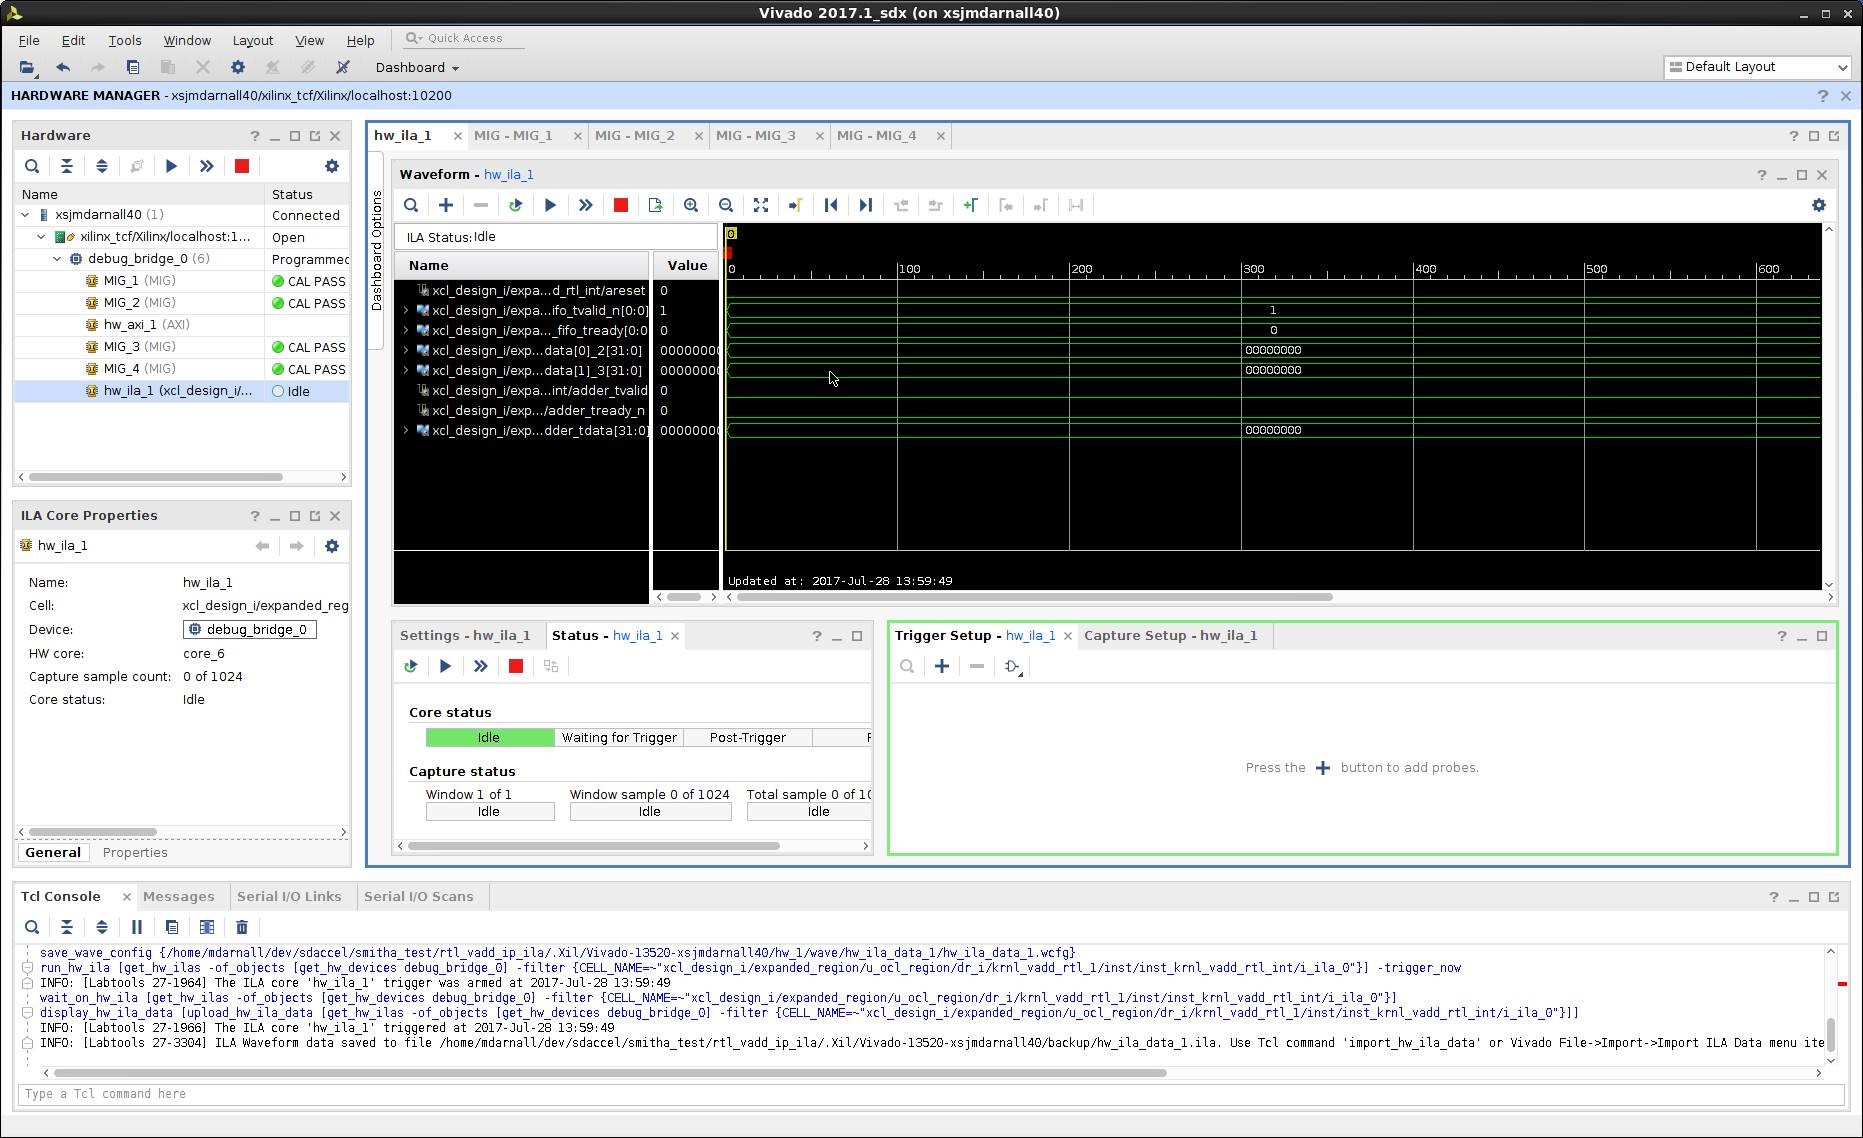 Vivado 2017.1_sdx (on xsjmdarnall40)
File Edit Tools Window Layout View Help Quick Access
Dashboard Default Layout
HARDWARE MANAGER - xsjmdarnall40/xilinx_tcf/Xilinx/localhost:10200
Hardware
Name Status
xsjmdarnall40 (1) Connected
xilinx_tcf/Xilinx/localhost:1... Open
debug_bridge_0 (6) Programmed
MIG_1 (MIG) CAL PASS
MIG_2 (MIG) CAL PASS
hw_axi_1 (AXI)
MIG_3 (MIG) CAL PASS
MIG_4 (MIG) CAL PASS
hw_ila_1 (xcl_design_i/... Idle
ILA Core Properties
hw_ila_1
Name: hw_ila_1
Cell: xcl_design_i/expanded_reg
Device: debug_bridge_0
HW core: core_6
Capture sample count: 0 of 1024
Core status: Idle
General Properties
hw_ila_1 MIG - MIG_1 MIG - MIG_2 MIG - MIG_3 MIG - MIG_4
Dashboard Options
Waveform - hw_ila_1
ILA Status:Idle
0
Name Value
0 100 200 300 400 500 600
xcl_design_i/expa...d_rtl_int/areset 0
xcl_design_i/expa...ifo_tvalid_n[0:0] 1 1
xcl_design_i/expa..._fifo_tready[0:0 0 0
xcl_design_i/exp...data[0]_2[31:0] 00000000 00000000
xcl_design_i/exp...data[1]_3[31:0] 00000000 00000000
xcl_design_i/expa...int/adder_tvalid 0
xcl_design_i/exp.../adder_tready_n 0
xcl_design_i/exp...dder_tdata[31:0] 00000000 00000000
Updated at: 2017-Jul-28 13:59:49
Settings - hw_ila_1 Status - hw_ila_1
Core status
Idle Waiting for Trigger Post-Trigger F
Capture status
Window 1 of 1 Window sample 0 of 1024 Total sample 0 of 10
Idle Idle Idle
Trigger Setup - hw_ila_1 Capture Setup - hw_ila_1
Press the + button to add probes.
Tcl Console Messages Serial I/O Links Serial I/O Scans
save_wave_config {/home/mdarnall/dev/sdaccel/smitha_test/rtl_vadd_ip_ila/.Xil/Vivado-13520-xsjmdarnall40/hw_1/wave/hw_ila_data_1/hw_ila_data_1.wcfg}
run_hw_ila [get_hw_ilas -of_objects [get_hw_devices debug_bridge_0] -filter {CELL_NAME=~"xcl_design_i/expanded_region/u_ocl_region/dr_i/krnl_vadd_rtl_1/inst/inst_krnl_vadd_rtl_int/i_ila_0"}] -trigger_now
INFO: [Labtools 27-1964] The ILA core 'hw_ila_1' trigger was armed at 2017-Jul-28 13:59:49
wait_on_hw_ila [get_hw_ilas -of_objects [get_hw_devices debug_bridge_0] -filter {CELL_NAME=~"xcl_design_i/expanded_region/u_ocl_region/dr_i/krnl_vadd_rtl_1/inst/inst_krnl_vadd_rtl_int/i_ila_0"}]
display_hw_ila_data [upload_hw_ila_data [get_hw_ilas -of_objects [get_hw_devices debug_bridge_0] -filter {CELL_NAME=~"xcl_design_i/expanded_region/u_ocl_region/dr_i/krnl_vadd_rtl_1/inst/inst_krnl_vadd_rtl_int/i_ila_0"}]]
INFO: [Labtools 27-1966] The ILA core 'hw_ila_1' triggered at 2017-Jul-28 13:59:49
INFO: [Labtools 27-3304] ILA Waveform data saved to file /home/mdarnall/dev/sdaccel/smitha_test/rtl_vadd_ip_ila/.Xil/Vivado-13520-xsjmdarnall40/backup/hw_ila_data_1.ila. Use Tcl command 'import_hw_ila_data' or Vivado File->Import->Import ILA Data menu ite
Type a Tcl command here